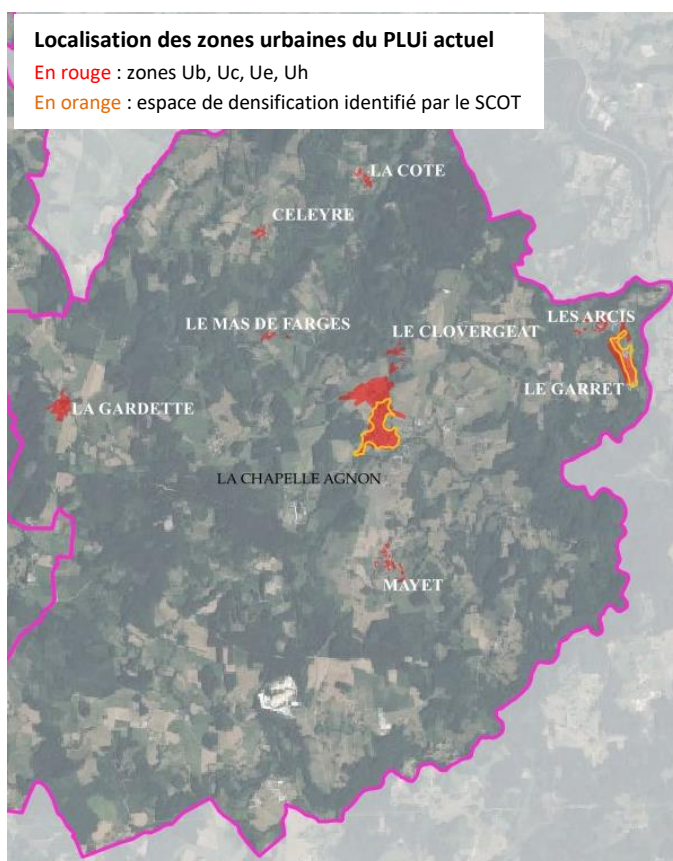 Localisation des zones urbaines du PLUi actuel
En rouge : zones Ub, Uc, Ue, Uh
En orange : espace de densification identifié par le SCOT
LA COTE
CELEYRE
LE MAS DE FARGES
LE CLOVERGEAT
LES ARCIS
LE GARRET
LA GARDETTE
LA CHAPELLE AGNON
MAYET